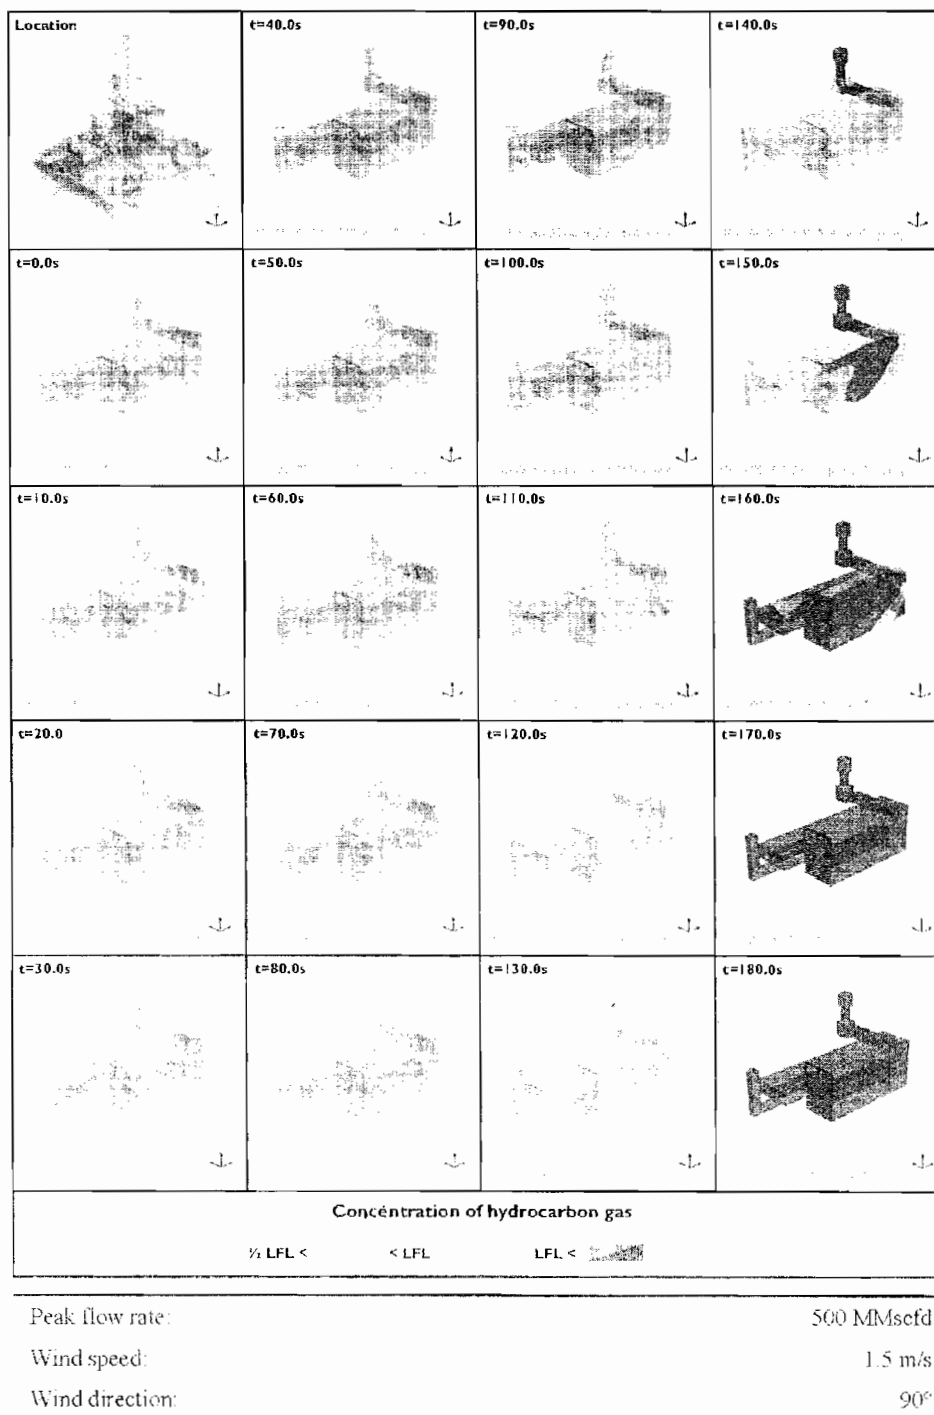 Location
t=40.0s
t=90.0s
t=140.0s
t=0.0s
t=50.0s
t=100.0s
t=150.0s
t=10.0s
t=60.0s
t=110.0s
t=160.0s
t=20.0
t=70.0s
t=120.0s
t=170.0s
t=30.0s
t=80.0s
t=130.0s
t=180.0s
Concentration of hydrocarbon gas
½ LFL < < LFL LFL <
Peak flow rate: 500 MMscfd
Wind speed: 1.5 m/s
Wind direction: 90°